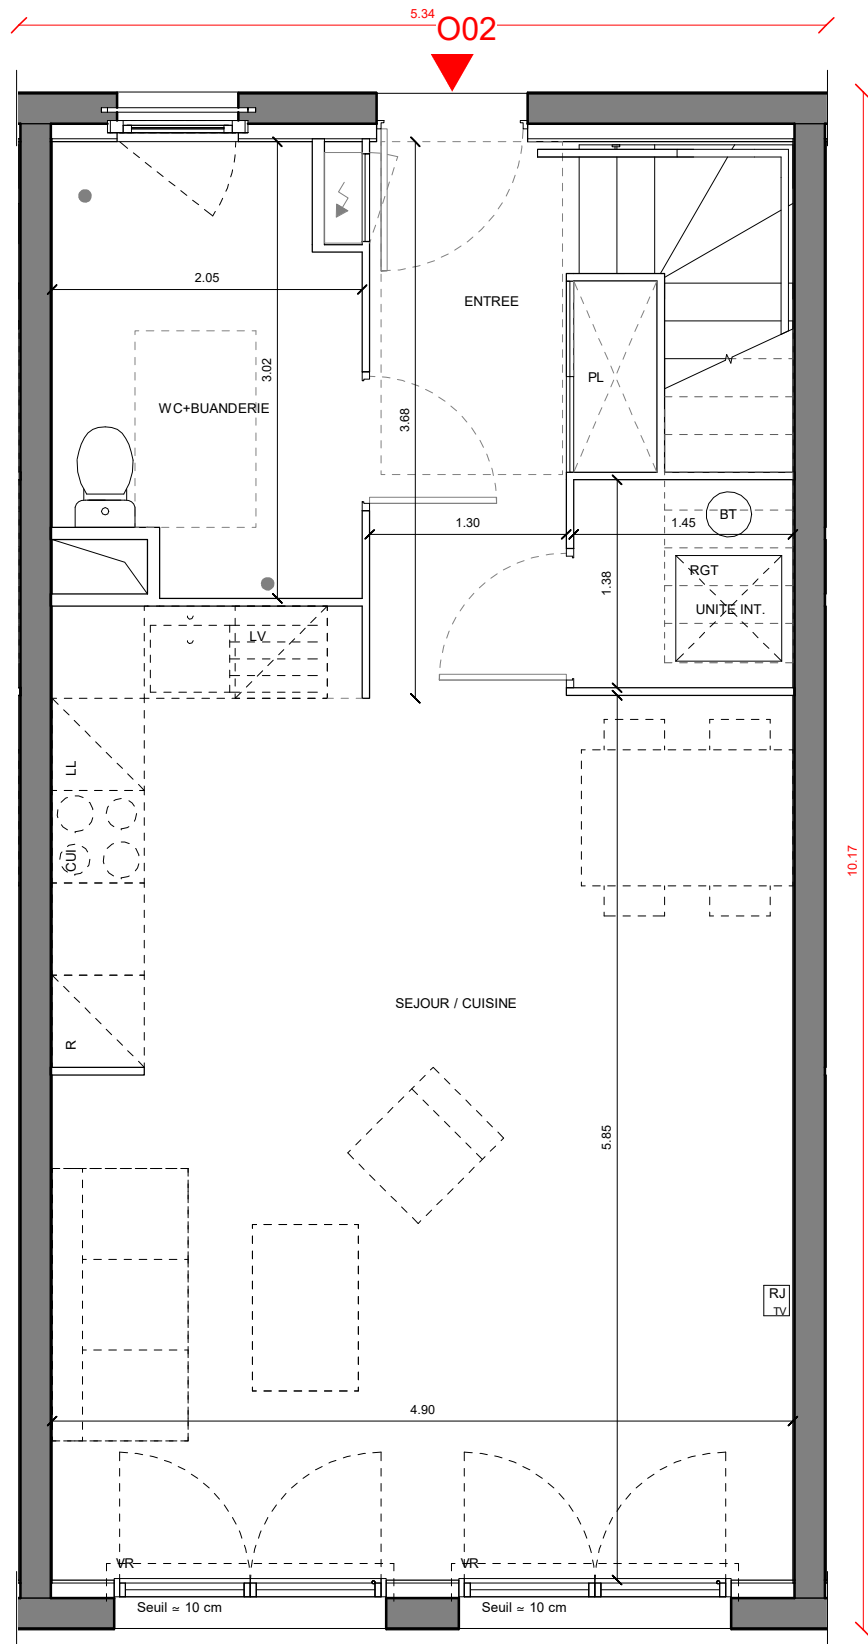 5.34
O02
2.05
ENTREE
3.02
PL
WC+BUANDERIE
3.68
BT
1.30
1.45
1.38
RGT
UNITE INT.
LV
LL
CUI
10.17
SEJOUR / CUISINE
R
5.85
RJ
TV
4.90
VR
VR
Seuil ≃ 10 cm
Seuil ≃ 10 cm